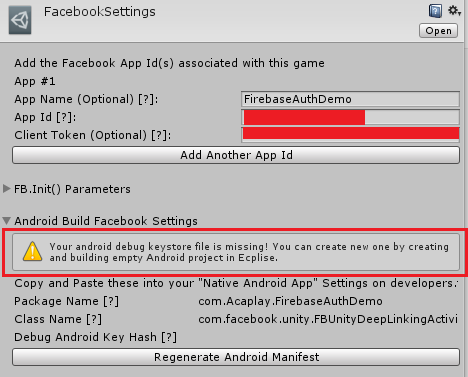 FacebookSettings
Open
Add the Facebook App Id(s) associated with this game
App #1
App Name (Optional) [?]: FirebaseAuthDemo
App Id [?]:
Client Token (Optional) [?]:
Add Another App Id
FB.Init() Parameters
Android Build Facebook Settings
Your android debug keystore file is missing! You can create new one by creating
and building empty Android project in Ecplise.
Copy and Paste these into your "Native Android App" Settings on developers.
Package Name [?] com.Acaplay.FirebaseAuthDemo
Class Name [?] com.facebook.unity.FBUnityDeepLinkingActivi
Debug Android Key Hash [?]
Regenerate Android Manifest